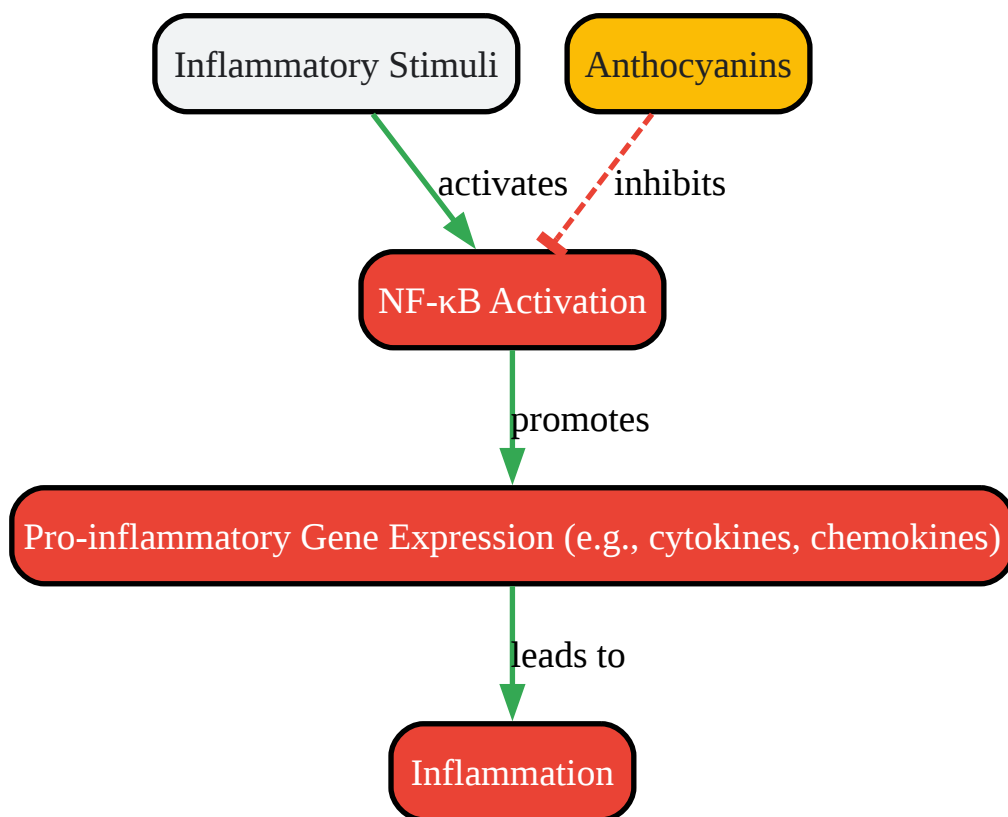 Inflammatory Stimuli
Anthocyanins
activates
inhibits
NF-κB Activation
promotes
Pro-inflammatory Gene Expression (e.g., cytokines, chemokines)
leads to
Inflammation